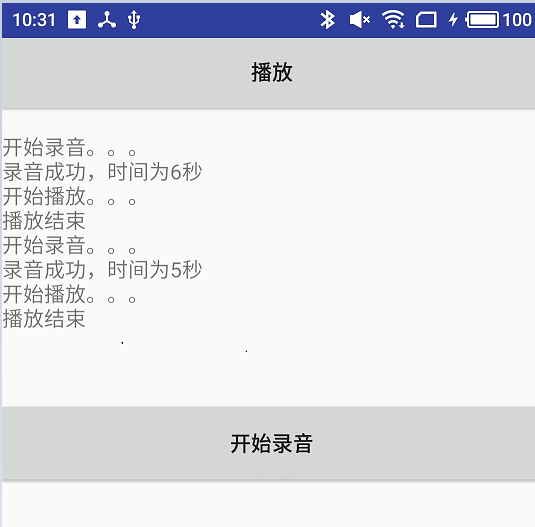 10:31
100
播放
开始录音。。。
录音成功，时间为6秒
开始播放。。。
播放结束
开始录音。。。
录音成功，时间为5秒
开始播放。。。
播放结束
开始录音